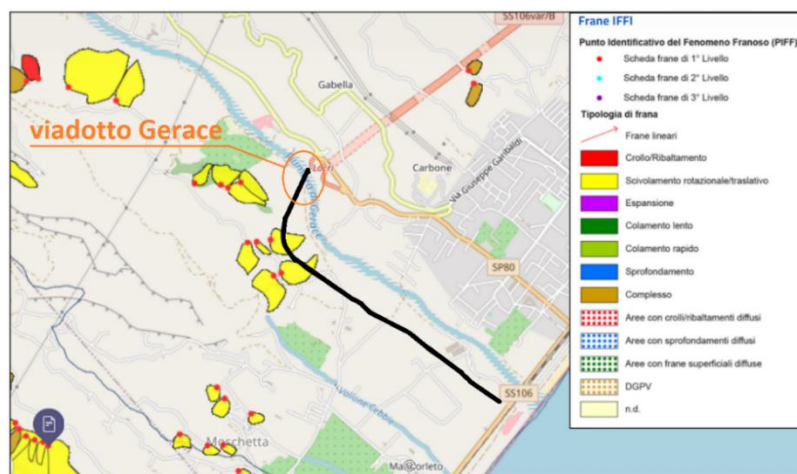 SS106var/B
Gabella
viadotto Gerace
Locri
Carbone
Via Giuseppe Garibaldi
SP80
SS106
Vallone Cebbe
Moschetta
Frane IFFI
Punto Identificativo del Fenomeno Franoso (PIFF)
Scheda frane di 1° Livello
Scheda frane di 2° Livello
Scheda frane di 3° Livello
Tipologia di frana
Frane lineari
Crollo/Ribaltamento
Scivolamento rotazionale/traslativo
Espansione
Colamento lento
Colamento rapido
Sprofondamento
Complesso
Aree con crolli/ribaltamenti diffusi
Aree con sprofondamenti diffusi
Aree con frane superficiali diffuse
DGPV
n.d.